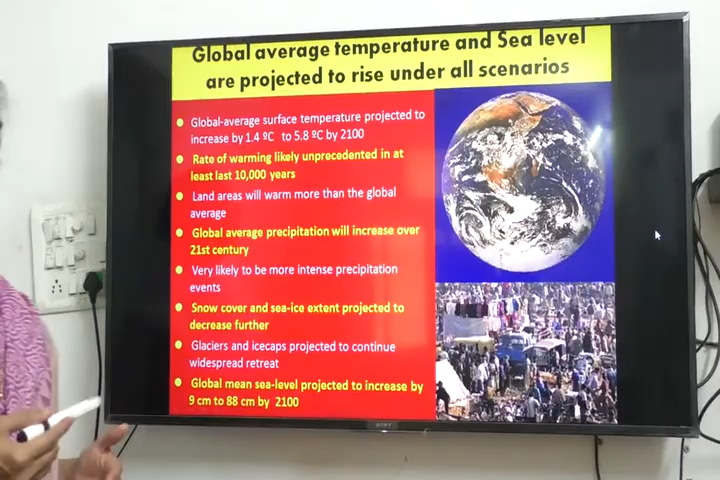 Global average temperature and Sea level
are projected to rise under all scenarios
Global-average surface temperature projected to
increase by 1.4 ºC to 5.8 ºC by 2100
Rate of warming likely unprecedented in at
least last 10,000 years
Land areas will warm more than the global
average
Global average precipitation will increase over
21st century
Very likely to be more intense precipitation
events
Snow cover and sea-ice extent projected to
decrease further
Glaciers and icecaps projected to continue
widespread retreat
Global mean sea-level projected to increase by
9 cm to 88 cm by 2100
SONY